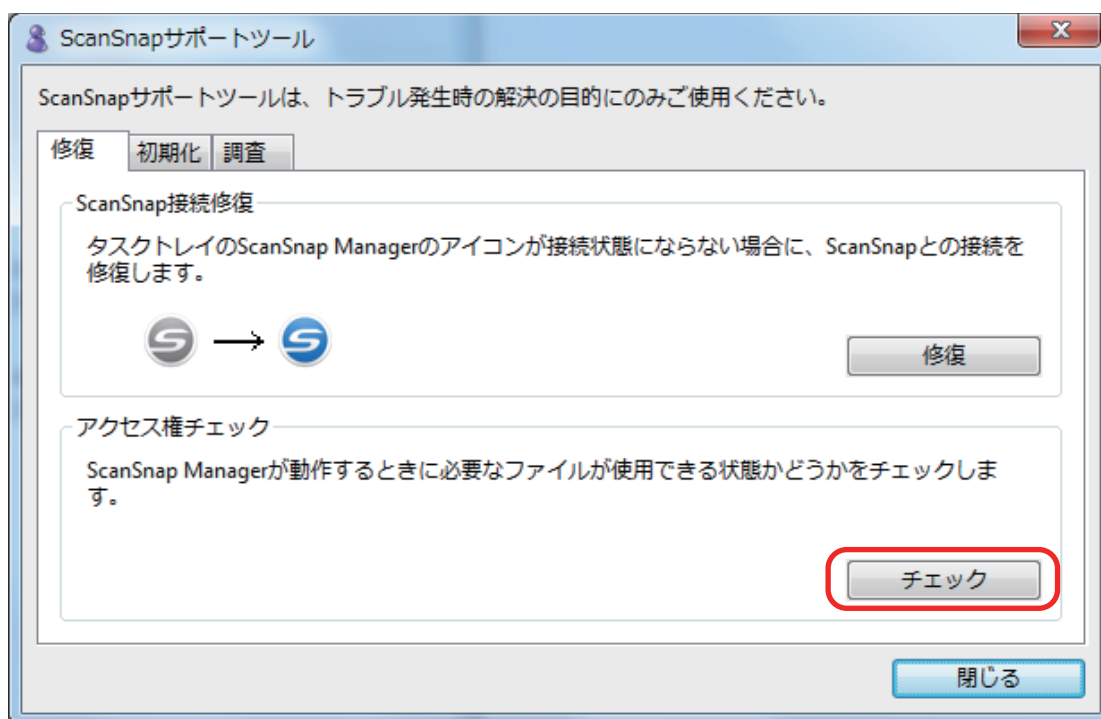 ScanSnapサポートツール
ScanSnapサポートツールは、トラブル発生時の解決の目的にのみご使用ください。
修復 初期化 調査
ScanSnap接続修復
タスクトレイのScanSnap Managerのアイコンが接続状態にならない場合に、ScanSnapとの接続を
修復します。
修復
アクセス権チェック
ScanSnap Managerが動作するときに必要なファイルが使用できる状態かどうかをチェックしま
す。
チェック
閉じる